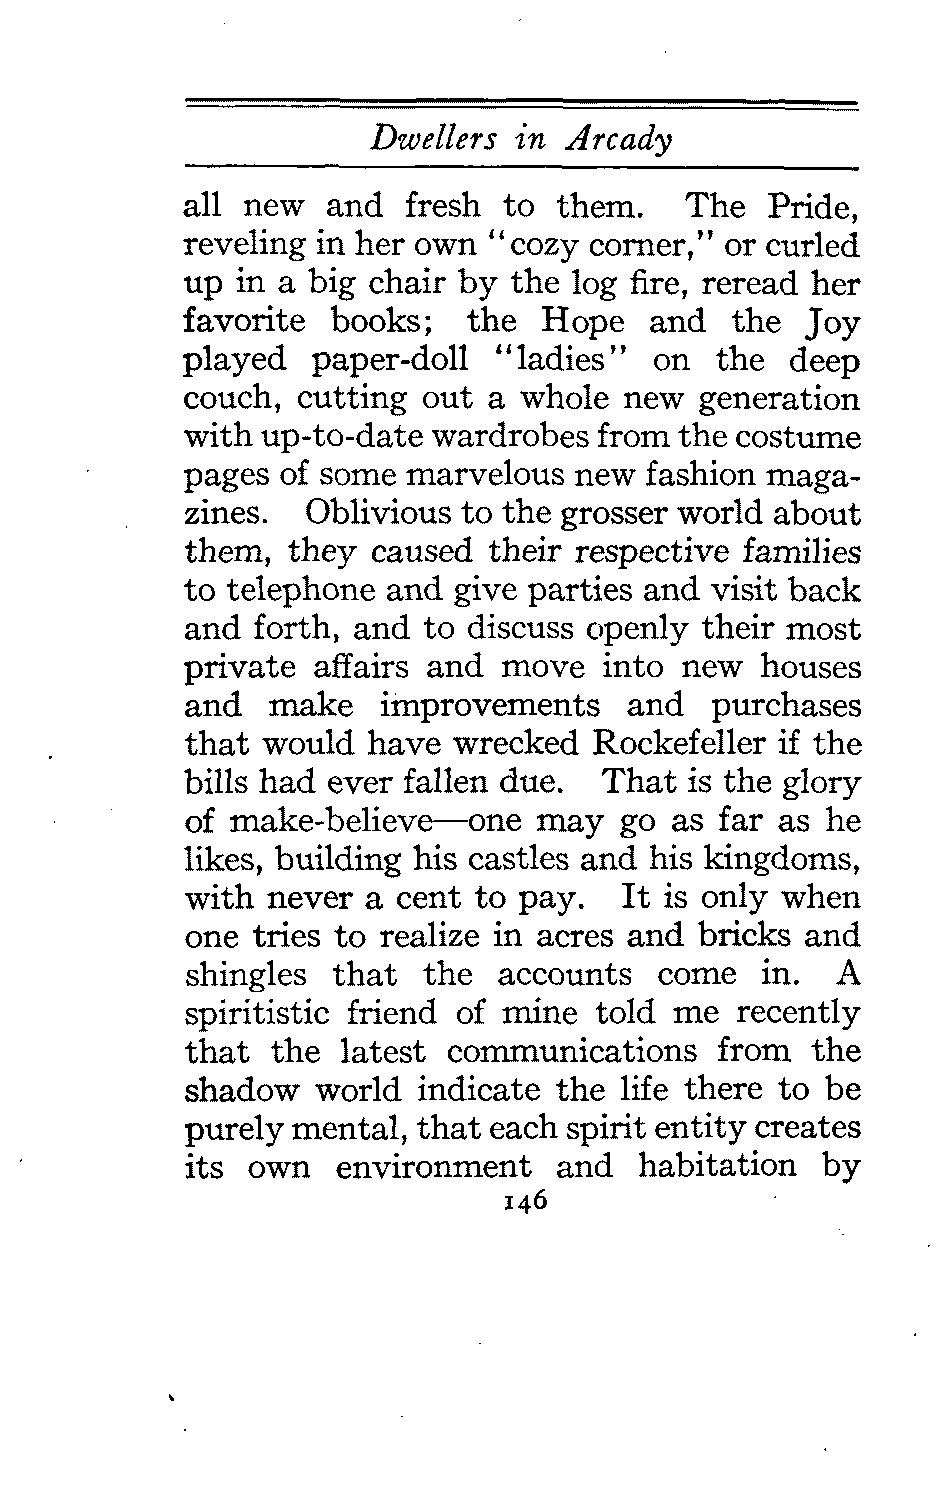 Dwellers in Arcady
all new and fresh to them. The Pride,
reveling in her own "cozy corner," or curled
up in a big chair by the log fire, reread her
favorite books; the Hope and the Joy
played paper-doll "ladies" on the deep
couch, cutting out a whole new generation
with up-to-date wardrobes from the costume
pages of some marvelous new fashion maga-
zines. Oblivious to the grosser world about
them, they caused their respective families
to telephone and give parties and visit back
and forth, and to discuss openly their most
private affairs and move into new houses
and make improvements and purchases
that would have wrecked Rockefeller if the
bills had ever fallen due. That is the glory
of make-believe—one may go as far as he
likes, building his castles and his kingdoms,
with never a cent to pay. It is only when
one tries to realize in acres and bricks and
shingles that the accounts come in. A
spiritistic friend of mine told me recently
that the latest communications from the
shadow world indicate the life there to be
purely mental, that each spirit entity creates
its own environment and habitation by
146